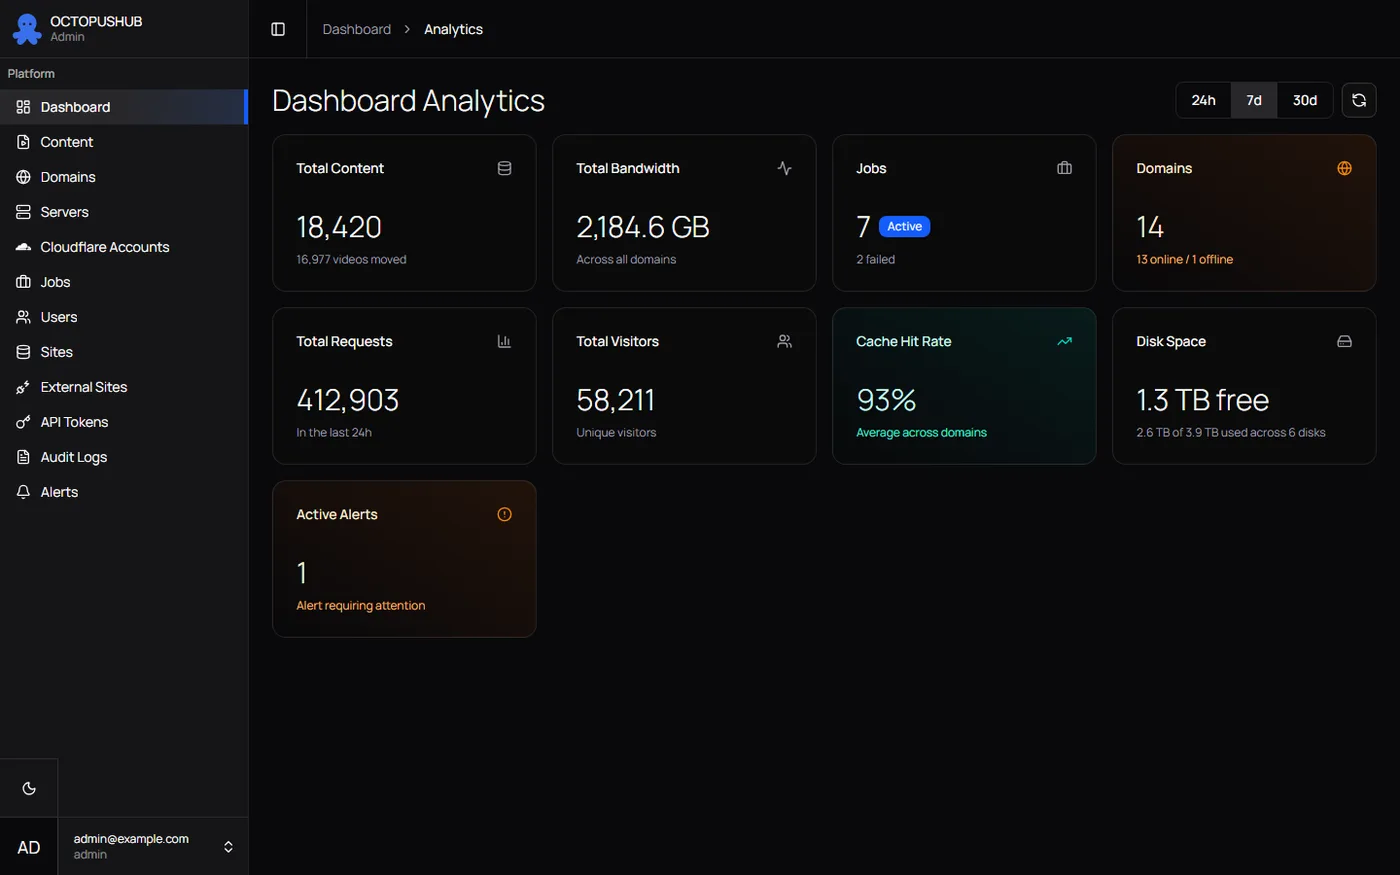 OCTOPUSHUB
Admin
Platform
Dashboard
Content
Domains
Servers
Cloudflare Accounts
Jobs
Users
Sites
External Sites
API Tokens
Audit Logs
Alerts
AD
admin@example.com
admin
Dashboard > Analytics
Dashboard Analytics
24h 7d 30d
Total Content
18,420
16,977 videos moved
Total Bandwidth
2,184.6 GB
Across all domains
Jobs
7 Active
2 failed
Domains
14
13 online / 1 offline
Total Requests
412,903
In the last 24h
Total Visitors
58,211
Unique visitors
Cache Hit Rate
93%
Average across domains
Disk Space
1.3 TB free
2.6 TB of 3.9 TB used across 6 disks
Active Alerts
1
Alert requiring attention